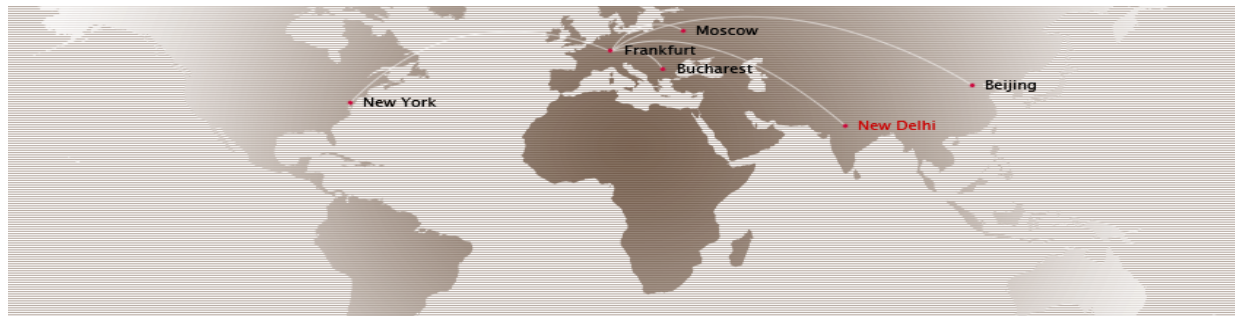 Moscow
Frankfurt
Bucharest
Beijing
New York
New Delhi